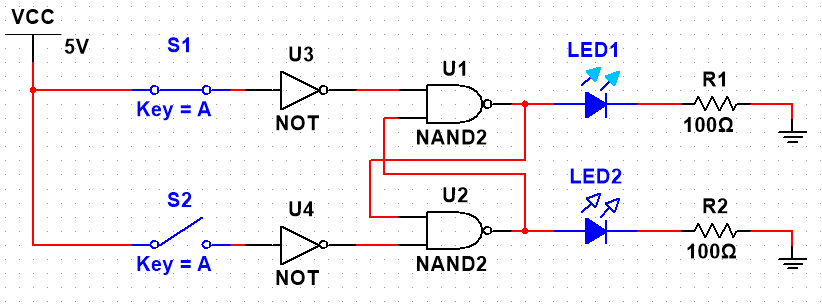 VCC
5V
S1
Key = A
U3
NOT
U1
NAND2
LED1
R1
100Ω
S2
Key = A
U4
NOT
U2
NAND2
LED2
R2
100Ω